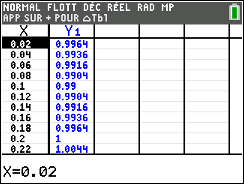 NORMAL FLOTT DÉC RÉEL RAD MP
APP SUR + POUR △Tbl
X Y₁
0.02 0.9964
0.04 0.9936
0.06 0.9916
0.08 0.9904
0.1 0.99
0.12 0.9904
0.14 0.9916
0.16 0.9936
0.18 0.9964
0.2 1
0.22 1.0044
X=0.02